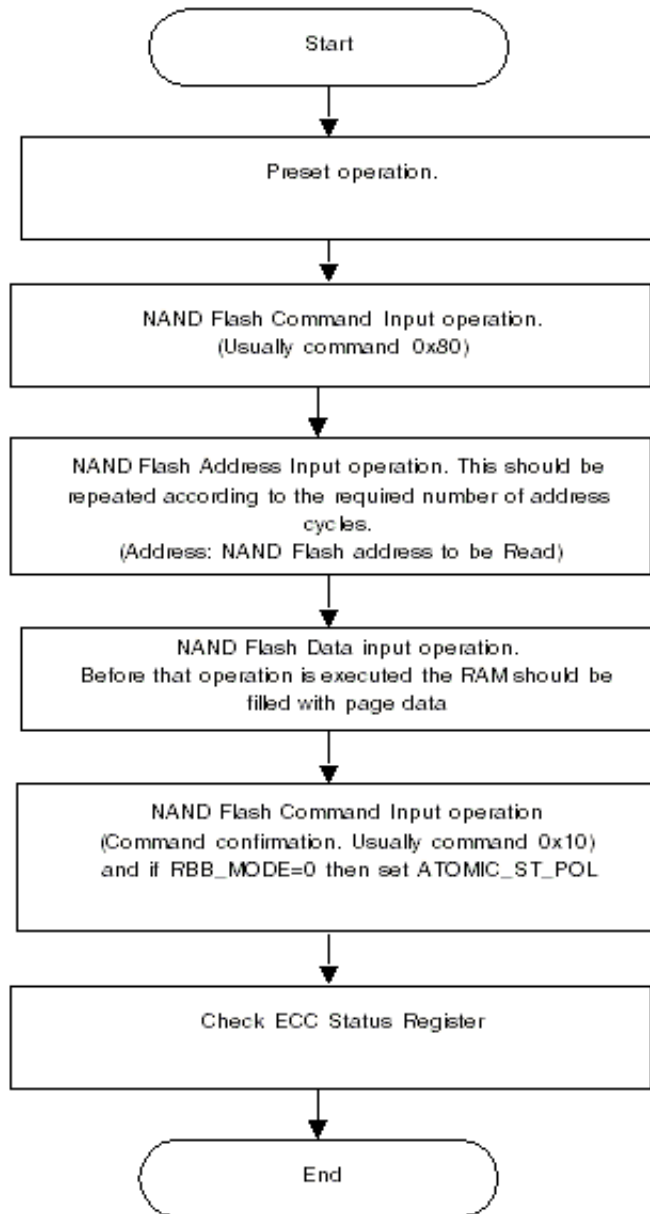 Start
Preset operation.
NAND Flash Command Input operation.
(Usually command 0x80)
NAND Flash Address Input operation. This should be
repeated according to the required number of address
cycles.
(Address: NAND Flash address to be Read)
NAND Flash Data input operation.
Before that operation is executed the RAM should be
filled with page data
NAND Flash Command Input operation
(Command confirmation. Usually command 0x10)
and if RBB_MODE=0 then set ATOMIC_ST_POL
Check ECC Status Register
End